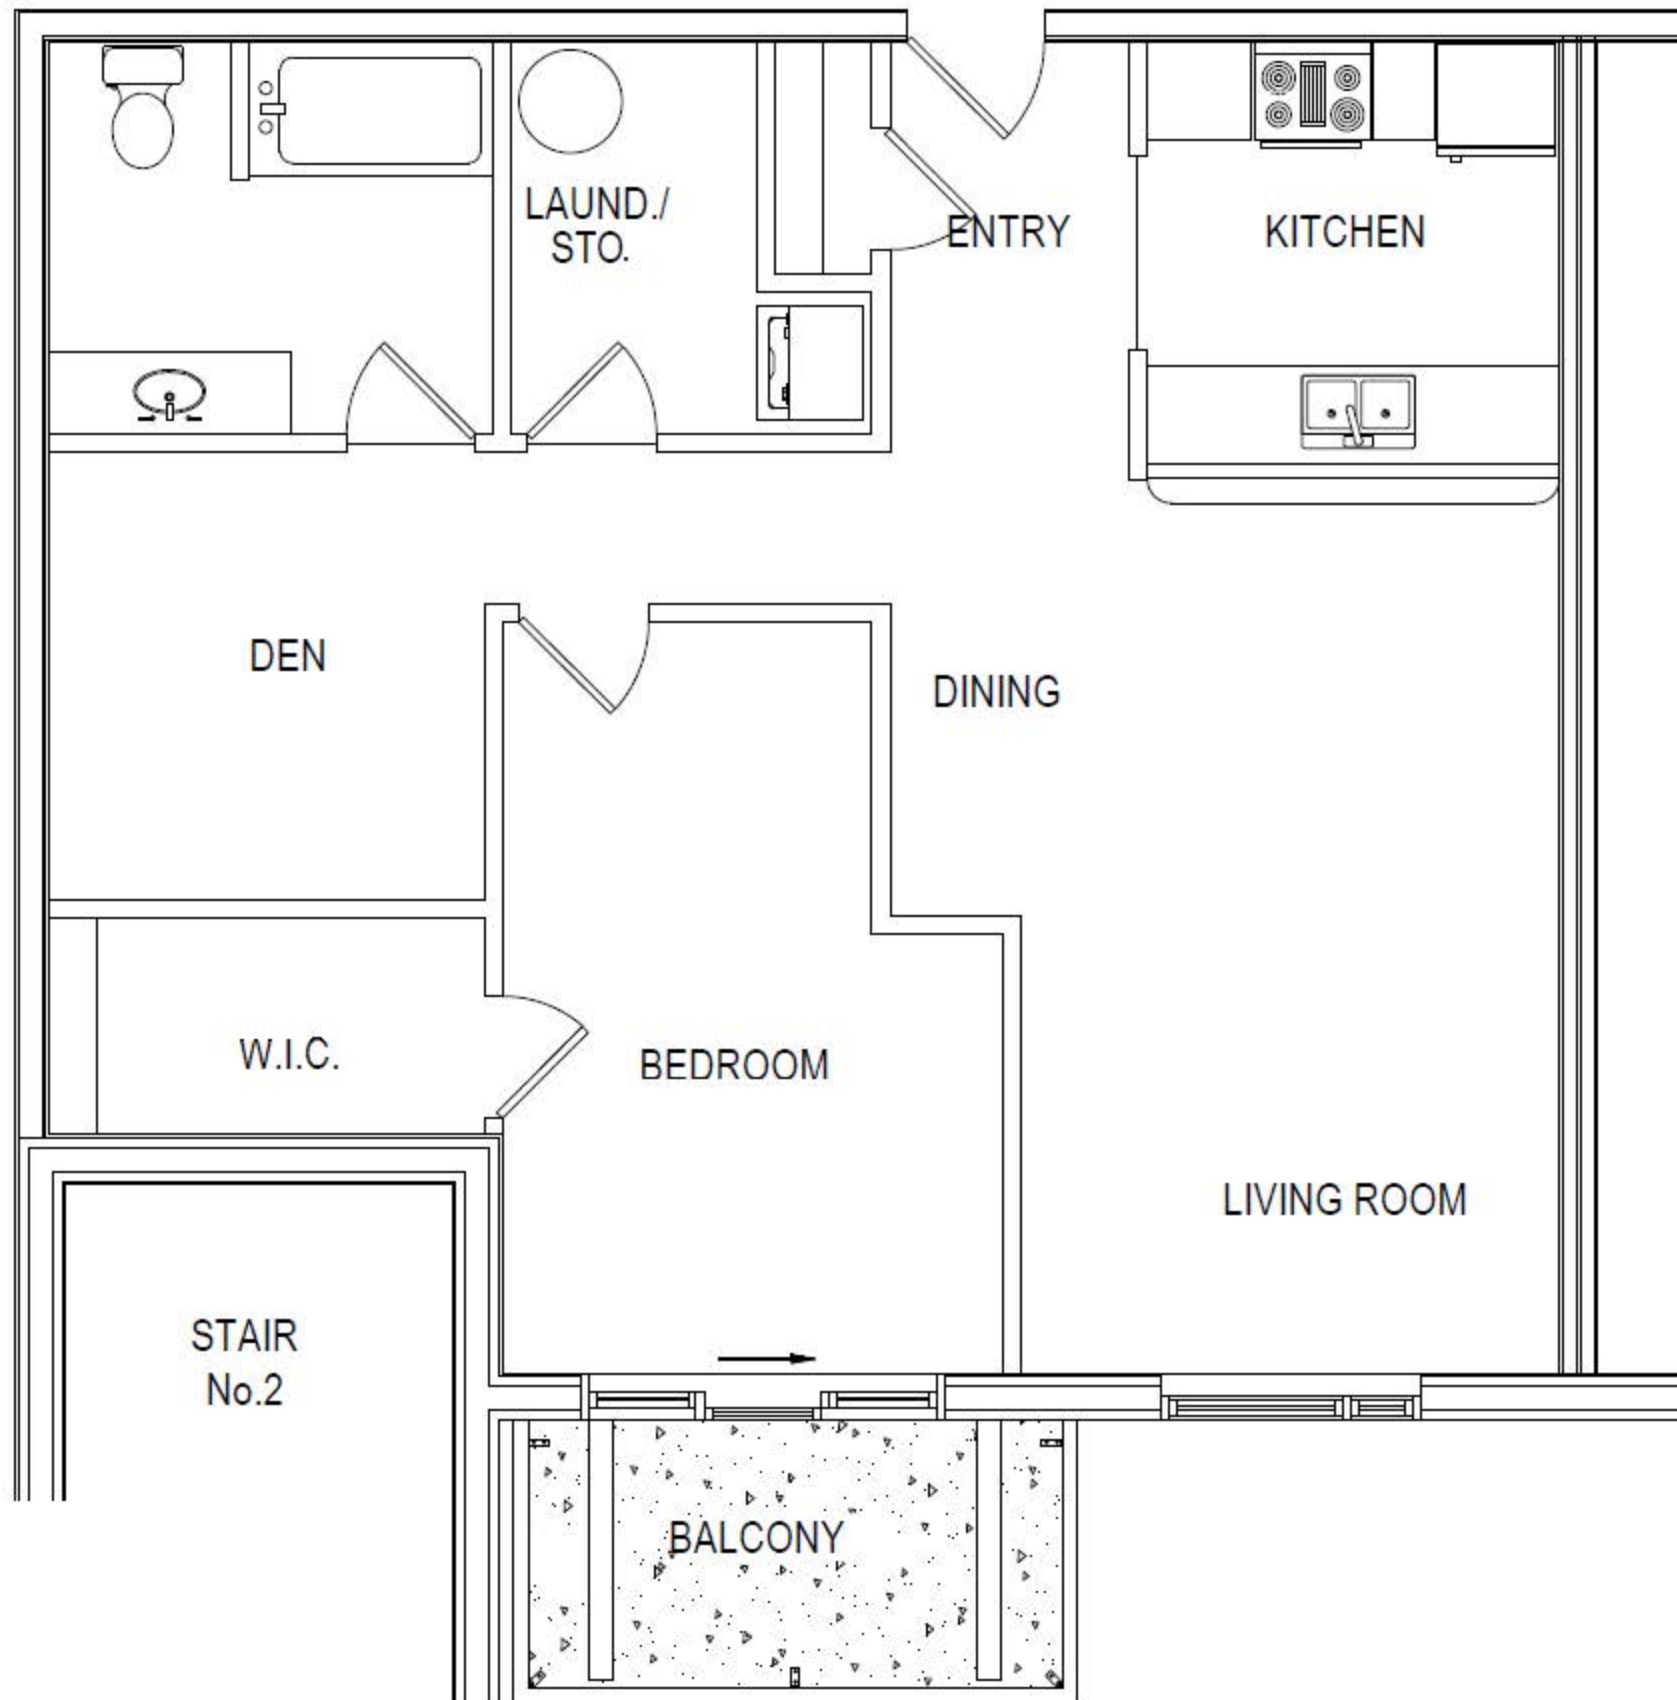 LAUND./
STO.
ENTRY
KITCHEN
DEN
DINING
W.I.C.
BEDROOM
LIVING ROOM
STAIR
No.2
BALCONY